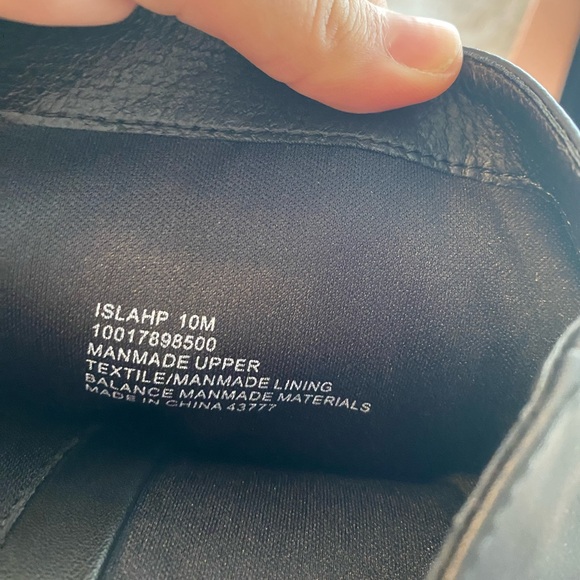 ISLAHP 10M
10017898500
MANMADE UPPER
TEXTILE/MANMADE LINING
BALANCE MANMADE MATERIALS
MADE IN CHINA 43777